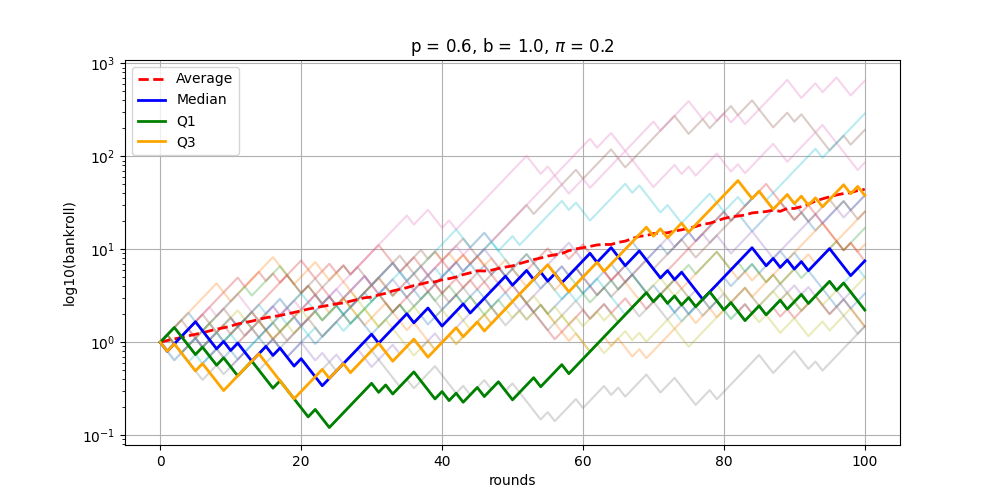 p = 0.6, b = 1.0, π = 0.2
10³
10²
10¹
10⁰
10⁻¹
log10(bankroll)
Average
Median
Q1
Q3
0 20 40 60 80 100
rounds